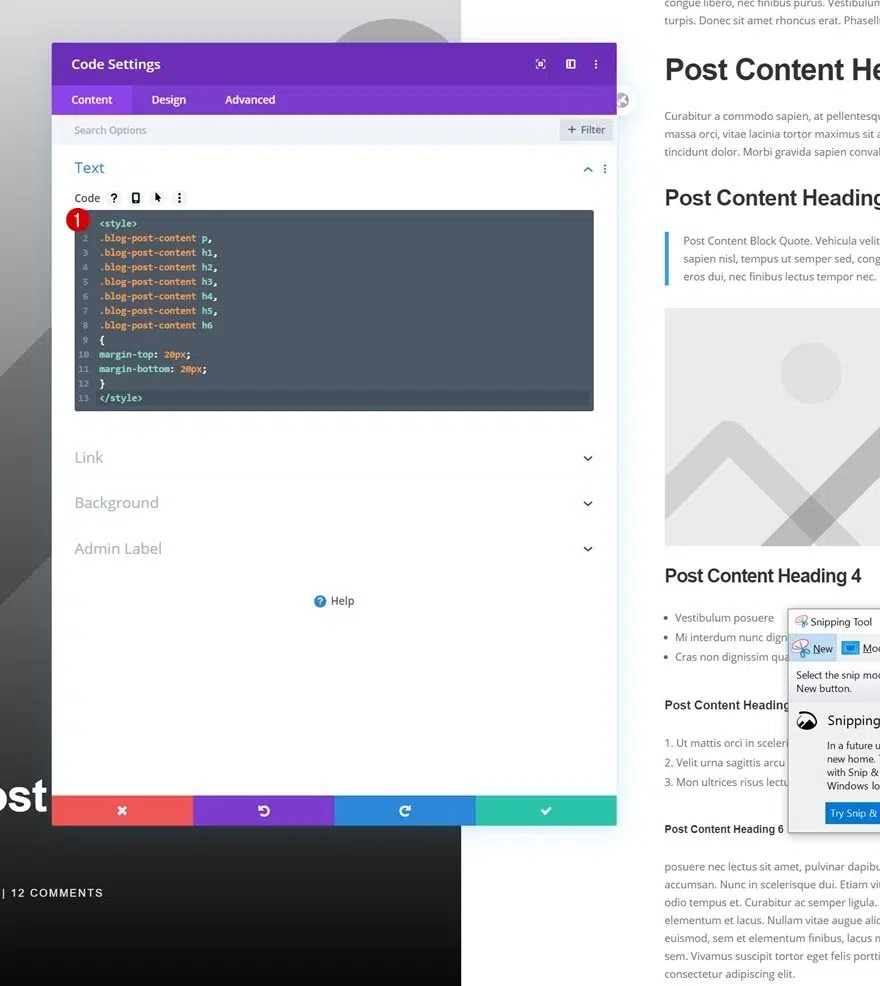 Code Settings
Content
Design
Advanced
Search Options
+ Filter
Text
Code ?
1
<style>
2 .blog-post-content p,
3 .blog-post-content h1,
4 .blog-post-content h2,
5 .blog-post-content h3,
6 .blog-post-content h4,
7 .blog-post-content h5,
8 .blog-post-content h6
9 {
10 margin-top: 20px;
11 margin-bottom: 20px;
12 }
13 </style>
Link
Background
Admin Label
? Help
ost
| 12 COMMENTS
congue libero, nec finibus purus. Vestibulum
turpis. Donec sit amet rhoncus erat. Phasell
Post Content He
Curabitur a commodo sapien, at pellentesqu
massa orci, vitae lacinia tortor maximus sit a
tincidunt dolor. Morbi gravida sapien conval
Post Content Heading
Post Content Block Quote. Vehicula velit
sapien nisl, tempus ut semper sed, cong
eros dui, nec finibus lectus tempor nec.
Post Content Heading 4
Vestibulum posuere
Mi interdum nunc dign
Cras non dignissim qua
Post Content Heading
1. Ut mattis orci in sceleri
2. Velit urna sagittis arcu
3. Mon ultrices risus lectu
Post Content Heading 6
posuere nec lectus sit amet, pulvinar dapibu
accumsan. Nunc in scelerisque dui. Etiam vit
odio tempus et. Curabitur ac semper ligula.
elementum et lacus. Nullam vitae augue alic
euismod, sem et elementum finibus, lacus n
sem. Vivamus suscipit tortor eget felis portti
consectetur adipiscing elit.
Snipping Tool
New
Mod
Select the snip mod
New button.
Snipping
In a future u
new home. T
with Snip &
Windows lo
Try Snip &